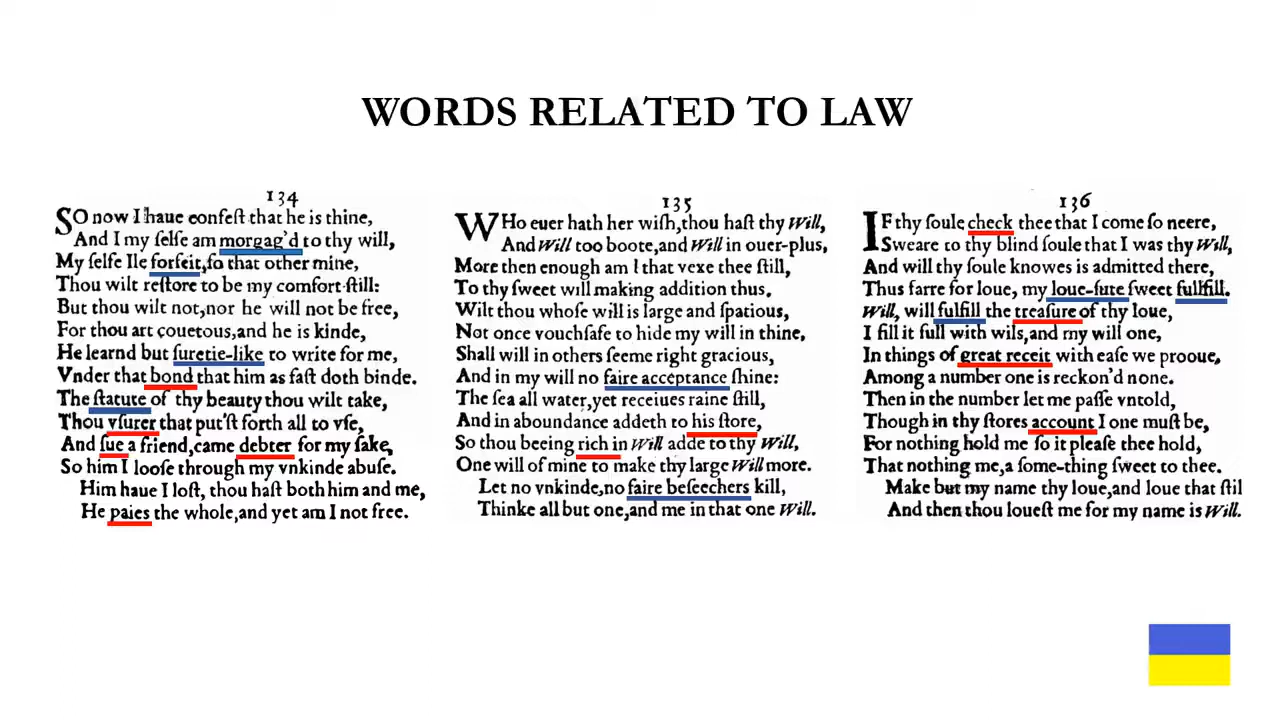 WORDS RELATED TO LAW
134
SO now I haue confeſt that he is thine,
And I my ſelfe am morgag'd to thy will,
My ſelfe Ile forfeit, ſo that other mine,
Thou wilt reſtore to be my comfort ſtill:
But thou wilt not, nor he will not be free,
For thou art couetous, and he is kinde,
He learnd but ſuretie-like to write for me,
Vnder that bond that him as faſt doth binde.
The ſtatute of thy beauty thou wilt take,
Thou vſurer that put'ſt forth all to vſe,
And ſue a friend, came debter for my ſake,
So him I looſe through my vnkinde abuſe.
Him haue I loſt, thou haſt both him and me,
He paies the whole, and yet am I not free.
135
WHo euer hath her wiſh, thou haſt thy Will,
And Will too boote, and Will in ouer-plus,
More then enough am I that vexe thee ſtill,
To thy ſweet will making addition thus.
Wilt thou whoſe will is large and ſpatious,
Not once vouchſafe to hide my will in thine,
Shall will in others ſeeme right gracious,
And in my will no faire acceptance ſhine:
The ſea all water, yet receiues raine ſtill,
And in aboundance addeth to his ſtore,
So thou beeing rich in Will adde to thy Will,
One will of mine to make thy large Will more.
Let no vnkinde, no faire beſeechers kill,
Thinke all but one, and me in that one Will.
136
IF thy ſoule check thee that I come ſo neere,
Sweare to thy blind ſoule that I was thy Will,
And will thy ſoule knowes is admitted there,
Thus farre for loue, my loue-ſute ſweet fullfill.
Will, will fulfill the treaſure of thy loue,
I fill it full with wils, and my will one,
In things of great receit with eaſe we prooue,
Among a number one is reckon'd none.
Then in the number let me paſſe vntold,
Though in thy ſtores account I one muſt be,
For nothing hold me ſo it pleaſe thee hold,
That nothing me, a ſome-thing ſweet to thee.
Make but my name thy loue, and loue that ſtil
And then thou loueſt me for my name is Will.